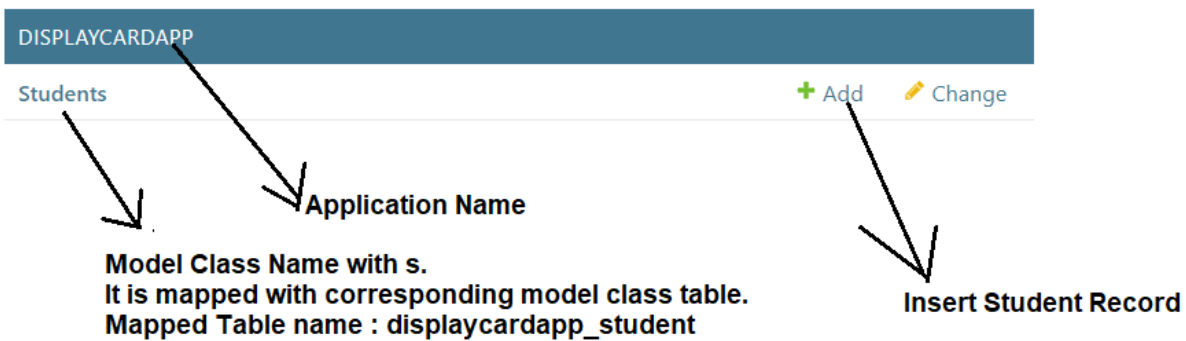 DISPLAYCARDAPP
Students
Add
Change
Application Name
Model Class Name with s.
It is mapped with corresponding model class table.
Mapped Table name : displaycardapp_student
Insert Student Record